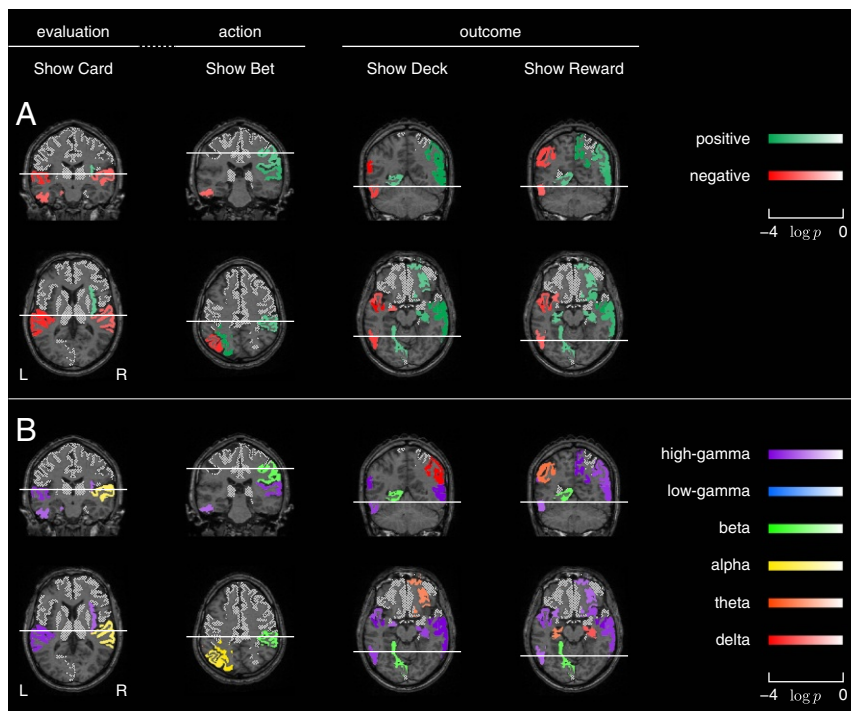 evaluation action outcome
Show Card Show Bet Show Deck Show Reward
A
positive
negative
−4 log p 0
L R
B
high-gamma
low-gamma
beta
alpha
theta
delta
L R
−4 log p 0